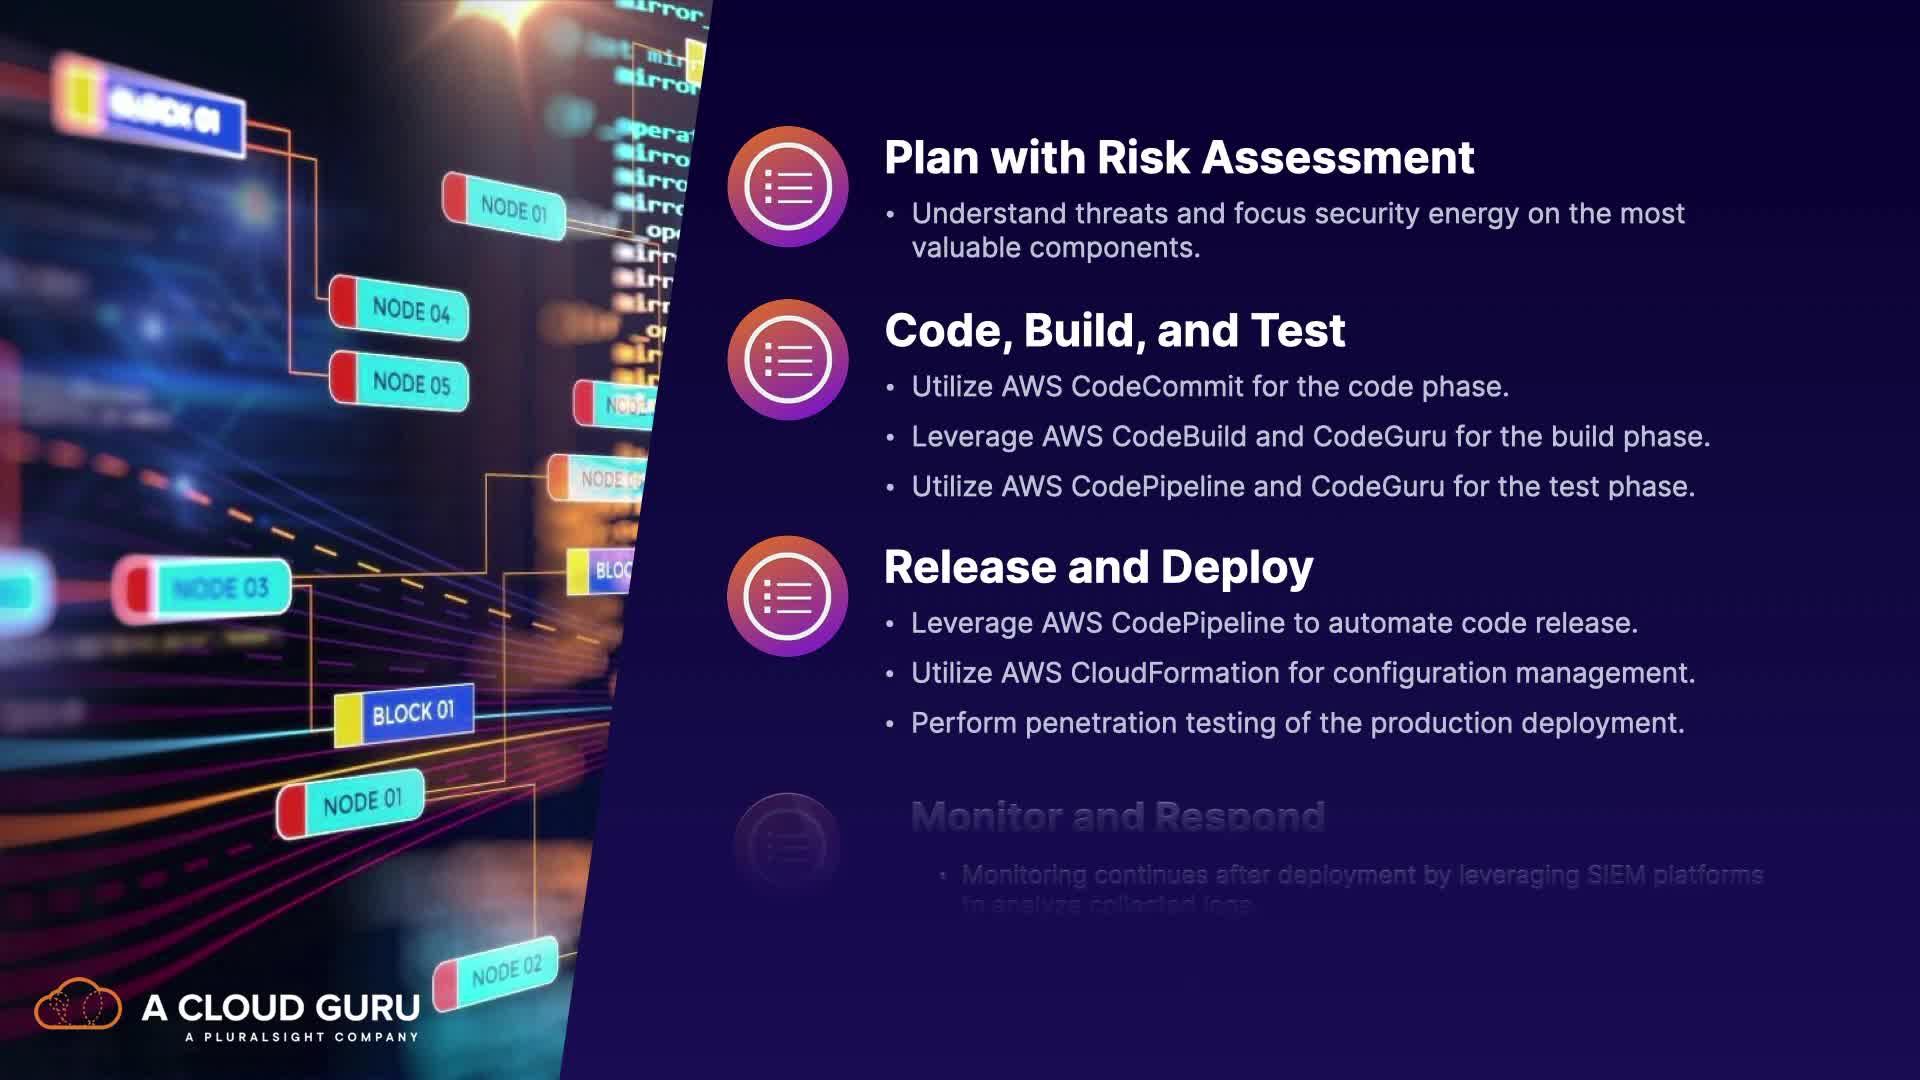 Plan with Risk Assessment
• Understand threats and focus security energy on the most
valuable components.
Code, Build, and Test
• Utilize AWS CodeCommit for the code phase.
• Leverage AWS CodeBuild and CodeGuru for the build phase.
• Utilize AWS CodePipeline and CodeGuru for the test phase.
Release and Deploy
• Leverage AWS CodePipeline to automate code release.
• Utilize AWS CloudFormation for configuration management.
• Perform penetration testing of the production deployment.
Monitor and Respond
• Monitoring continues after deployment by leveraging SIEM platforms
to analyze collected logs.
BLOCK 01
NODE 01
NODE 04
NODE 05
NODE
NODE
NODE 03
BLOCK 01
NODE 01
NODE 02
mirror_
mirro
A CLOUD GURU
A PLURALSIGHT COMPANY